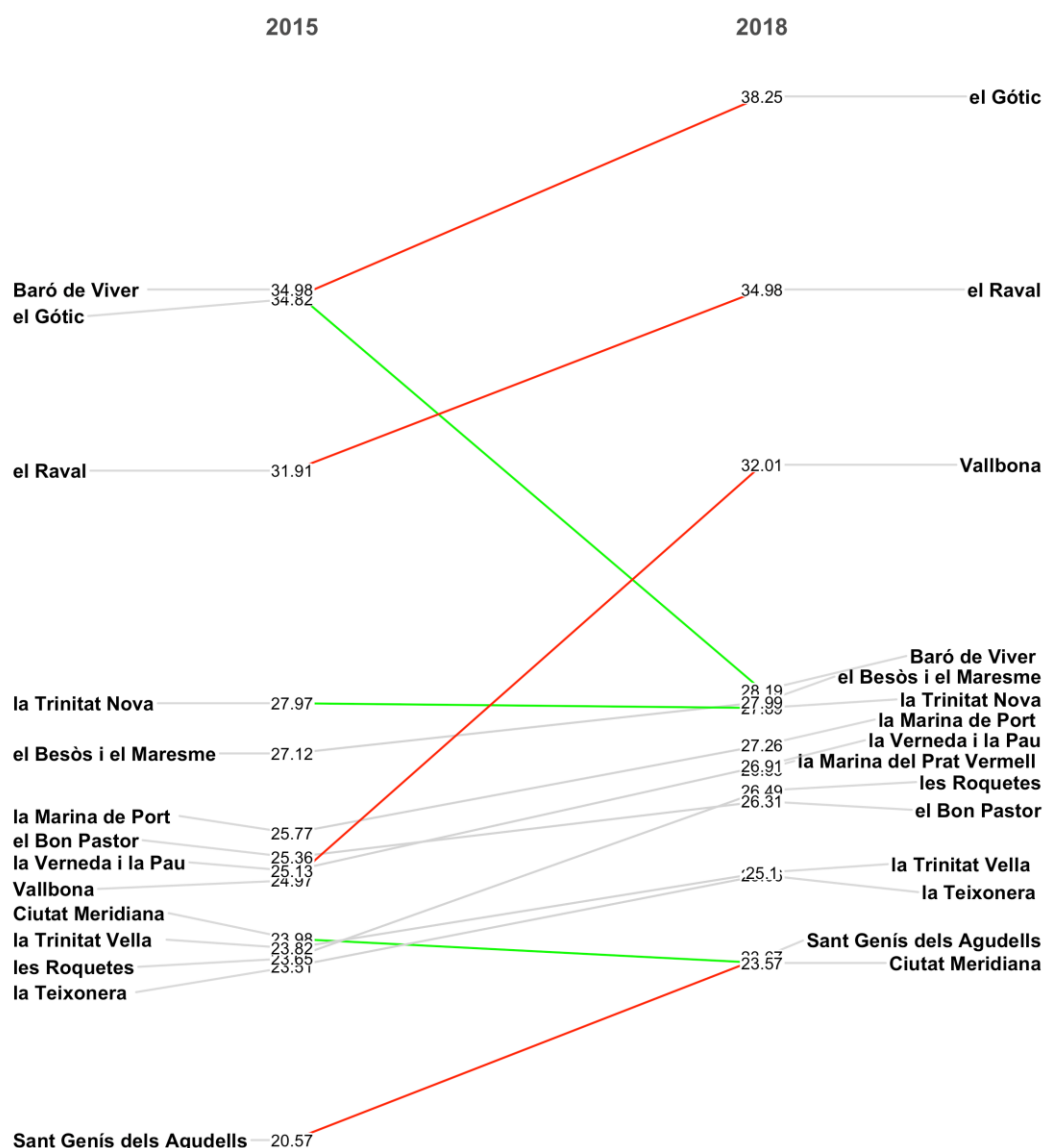 2015 2018
38.25 el Gótic
Baró de Viver 34.98
el Gótic 34.82
34.98 el Raval
el Raval 31.91
32.01 Vallbona
Baró de Viver
28.19 el Besòs i el Maresme
la Trinitat Nova 27.97
27.99 la Trinitat Nova
la Marina de Port
el Besòs i el Maresme 27.12
27.26 la Verneda i la Pau
26.91 la Marina del Prat Vermell
26.49 les Roquetes
26.31 el Bon Pastor
la Marina de Port 25.77
el Bon Pastor 25.36
la Verneda i la Pau 25.13
Vallbona 24.97
la Trinitat Vella
la Teixonera
Ciutat Meridiana 23.98
la Trinitat Vella 23.82
les Roquetes 23.65
la Teixonera
Sant Genís dels Agudells
23.57 Ciutat Meridiana
Sant Genís dels Agudells 20.57